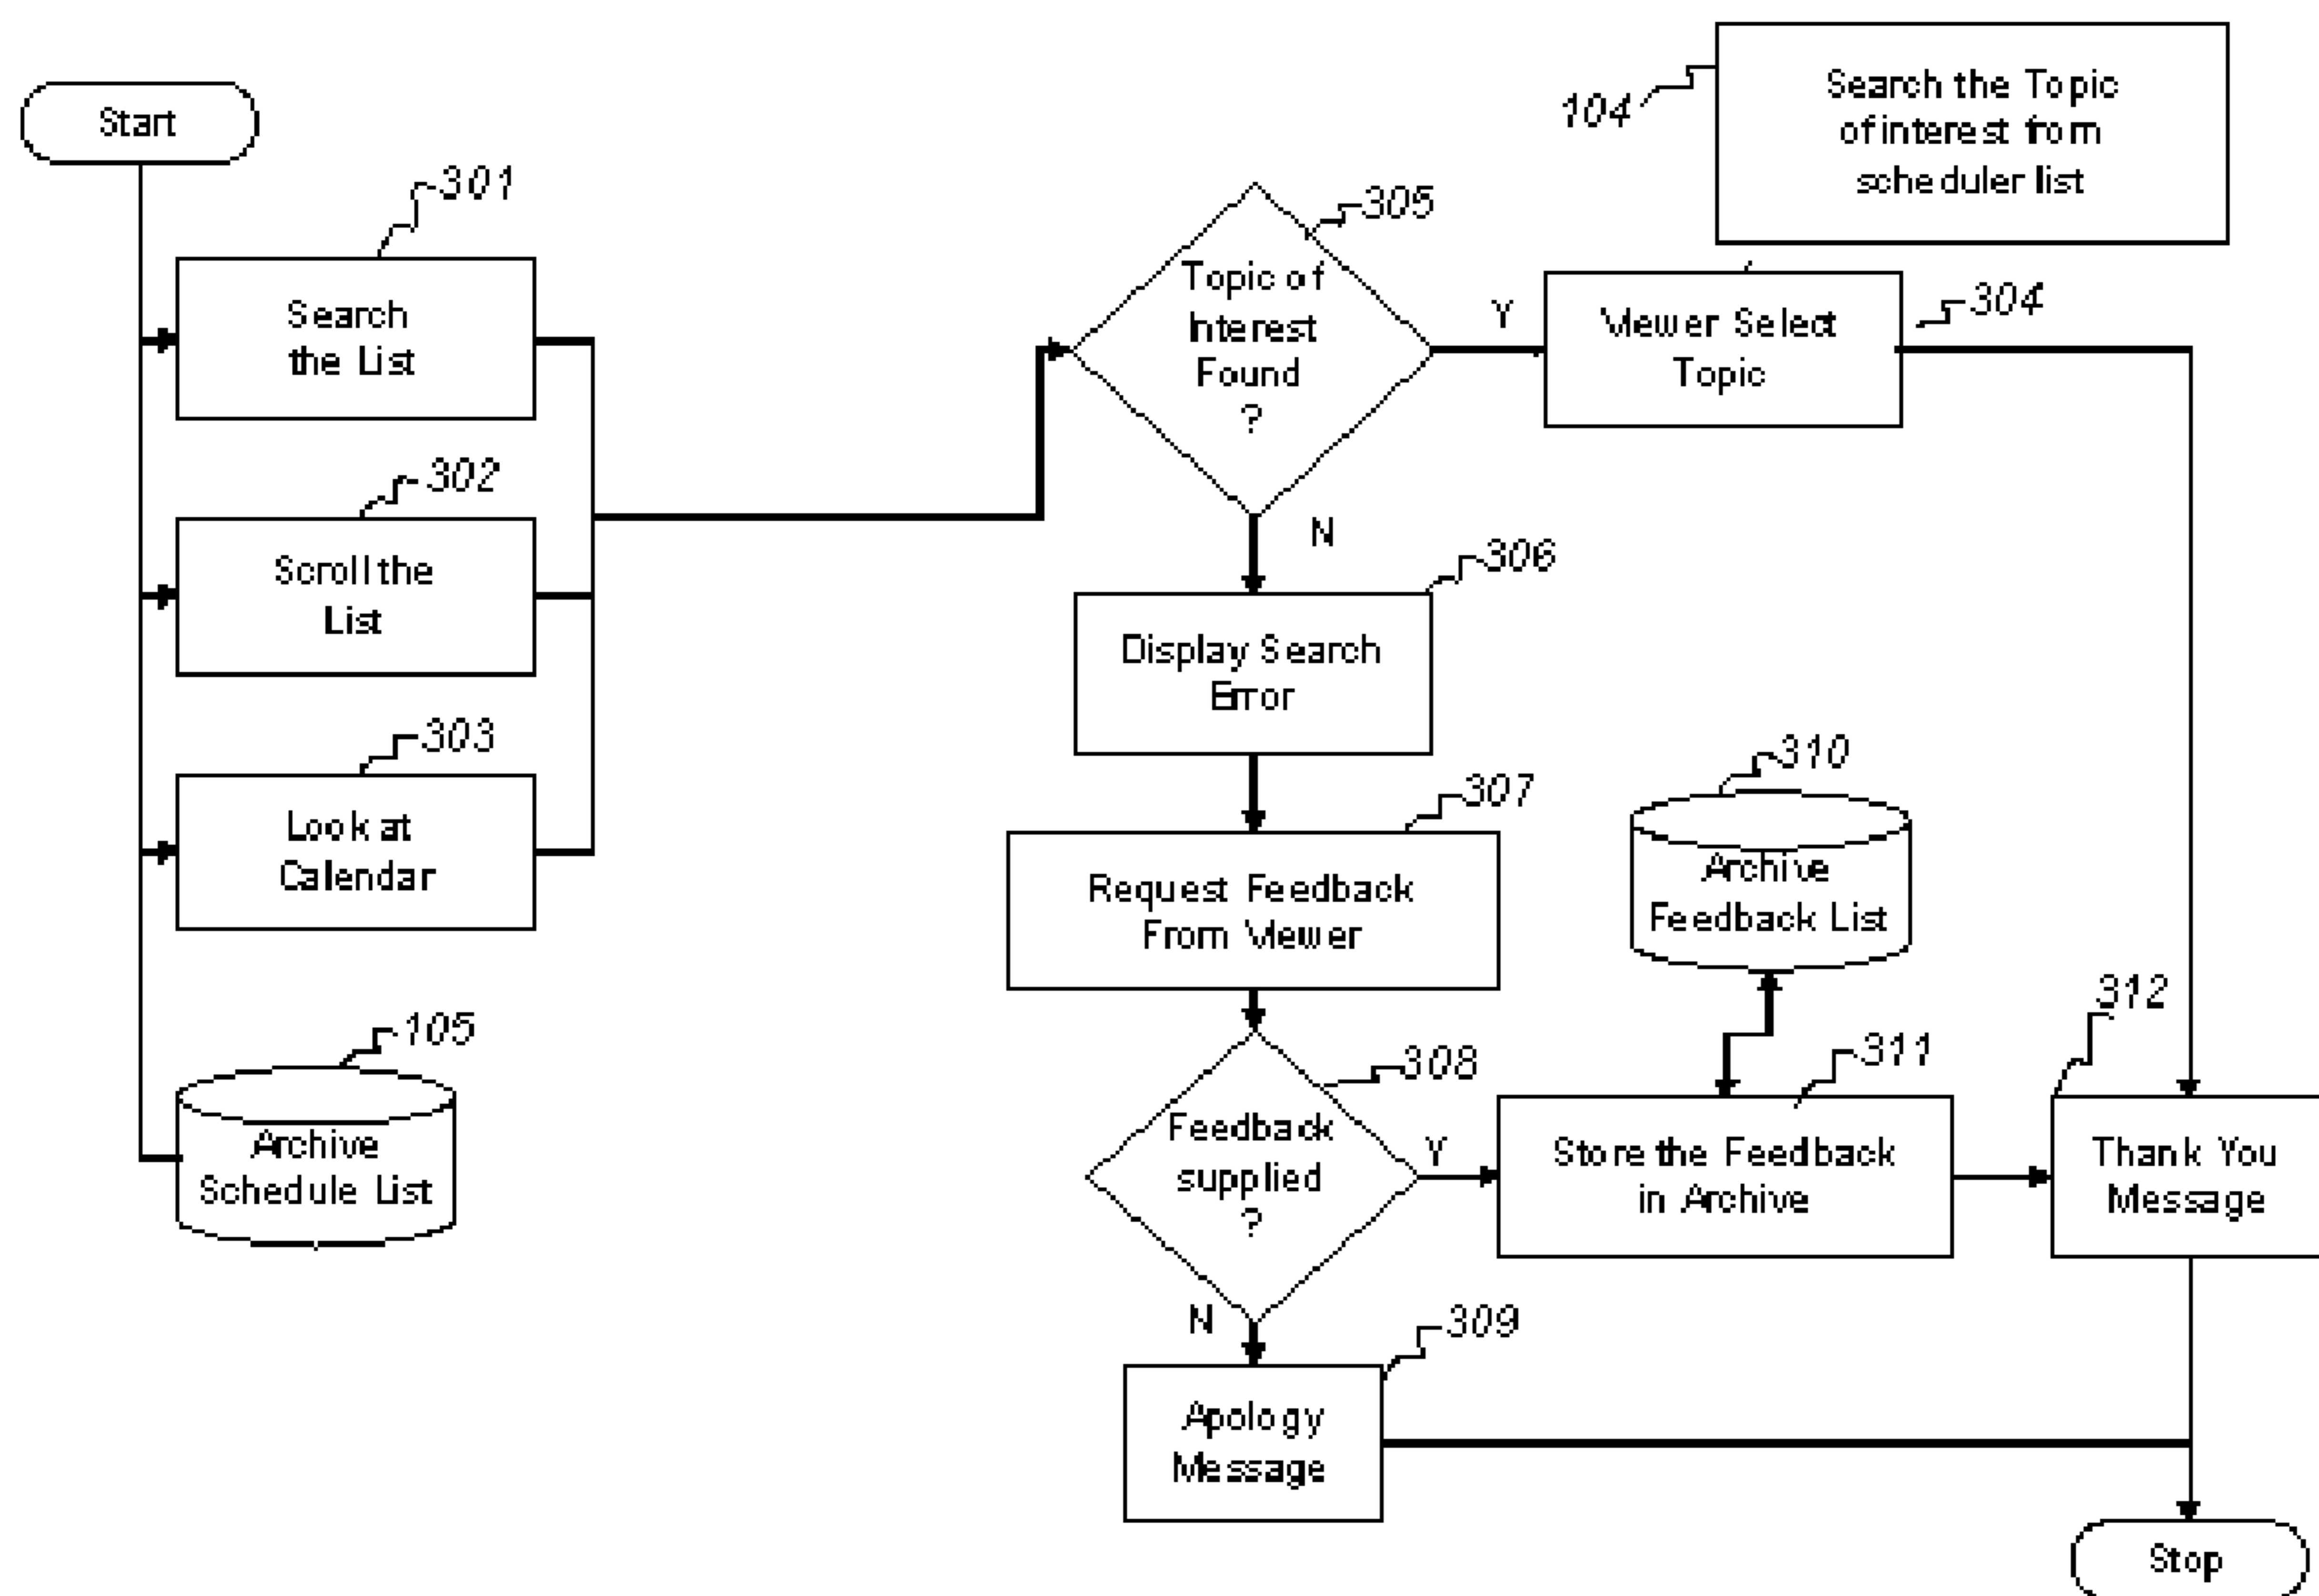 Start
301
Search
the List
302
Scroll the
List
303
Look at
Calendar
105
Archive
Schedule List
305
Topic of
Interest
Found
?
Y
N
104
Search the Topic
of interest from
scheduler list
Viewer Select
Topic
304
306
Display Search
Error
307
Request Feedback
From Viewer
308
Feedback
supplied
?
Y
N
310
Archive
Feedback List
311
Store the Feedback
in Archive
312
Thank You
Message
309
Apology
Message
Stop